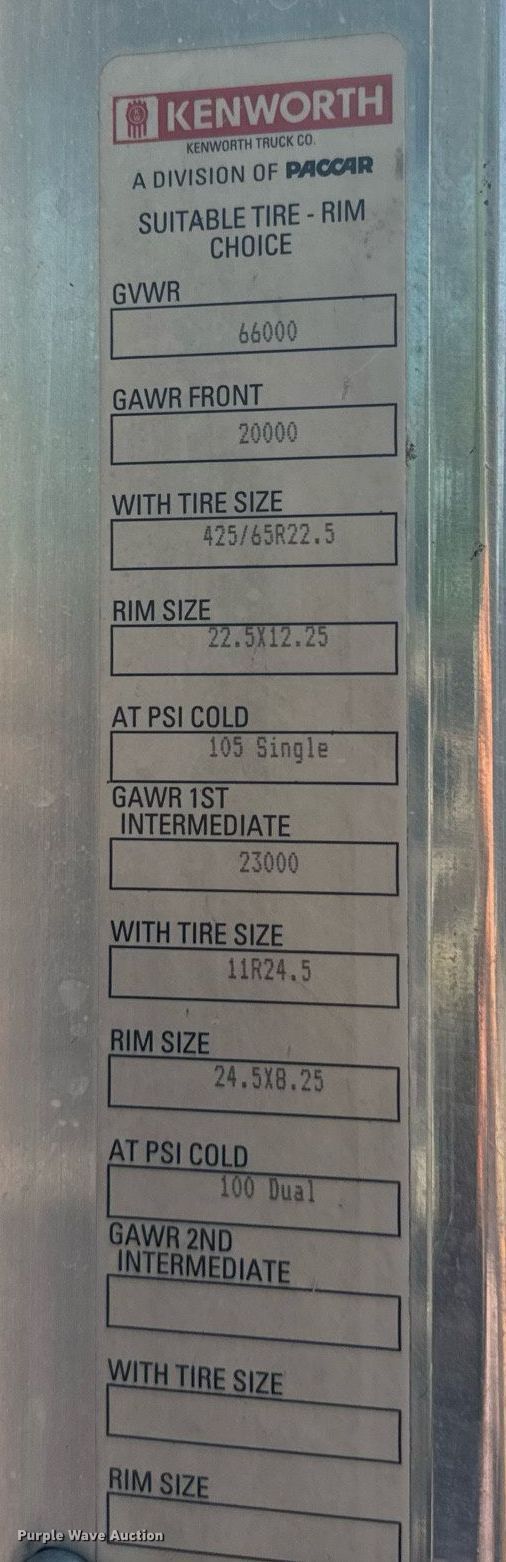 KENWORTH
KENWORTH TRUCK CO.
A DIVISION OF PACCAR
SUITABLE TIRE - RIM
CHOICE
GVWR
66000
GAWR FRONT
20000
WITH TIRE SIZE
425/65R22.5
RIM SIZE
22.5X12.25
AT PSI COLD
105 Single
GAWR 1ST
INTERMEDIATE
23000
WITH TIRE SIZE
11R24.5
RIM SIZE
24.5X8.25
AT PSI COLD
100 Dual
GAWR 2ND
INTERMEDIATE
WITH TIRE SIZE
RIM SIZE
Purple Wave Auction